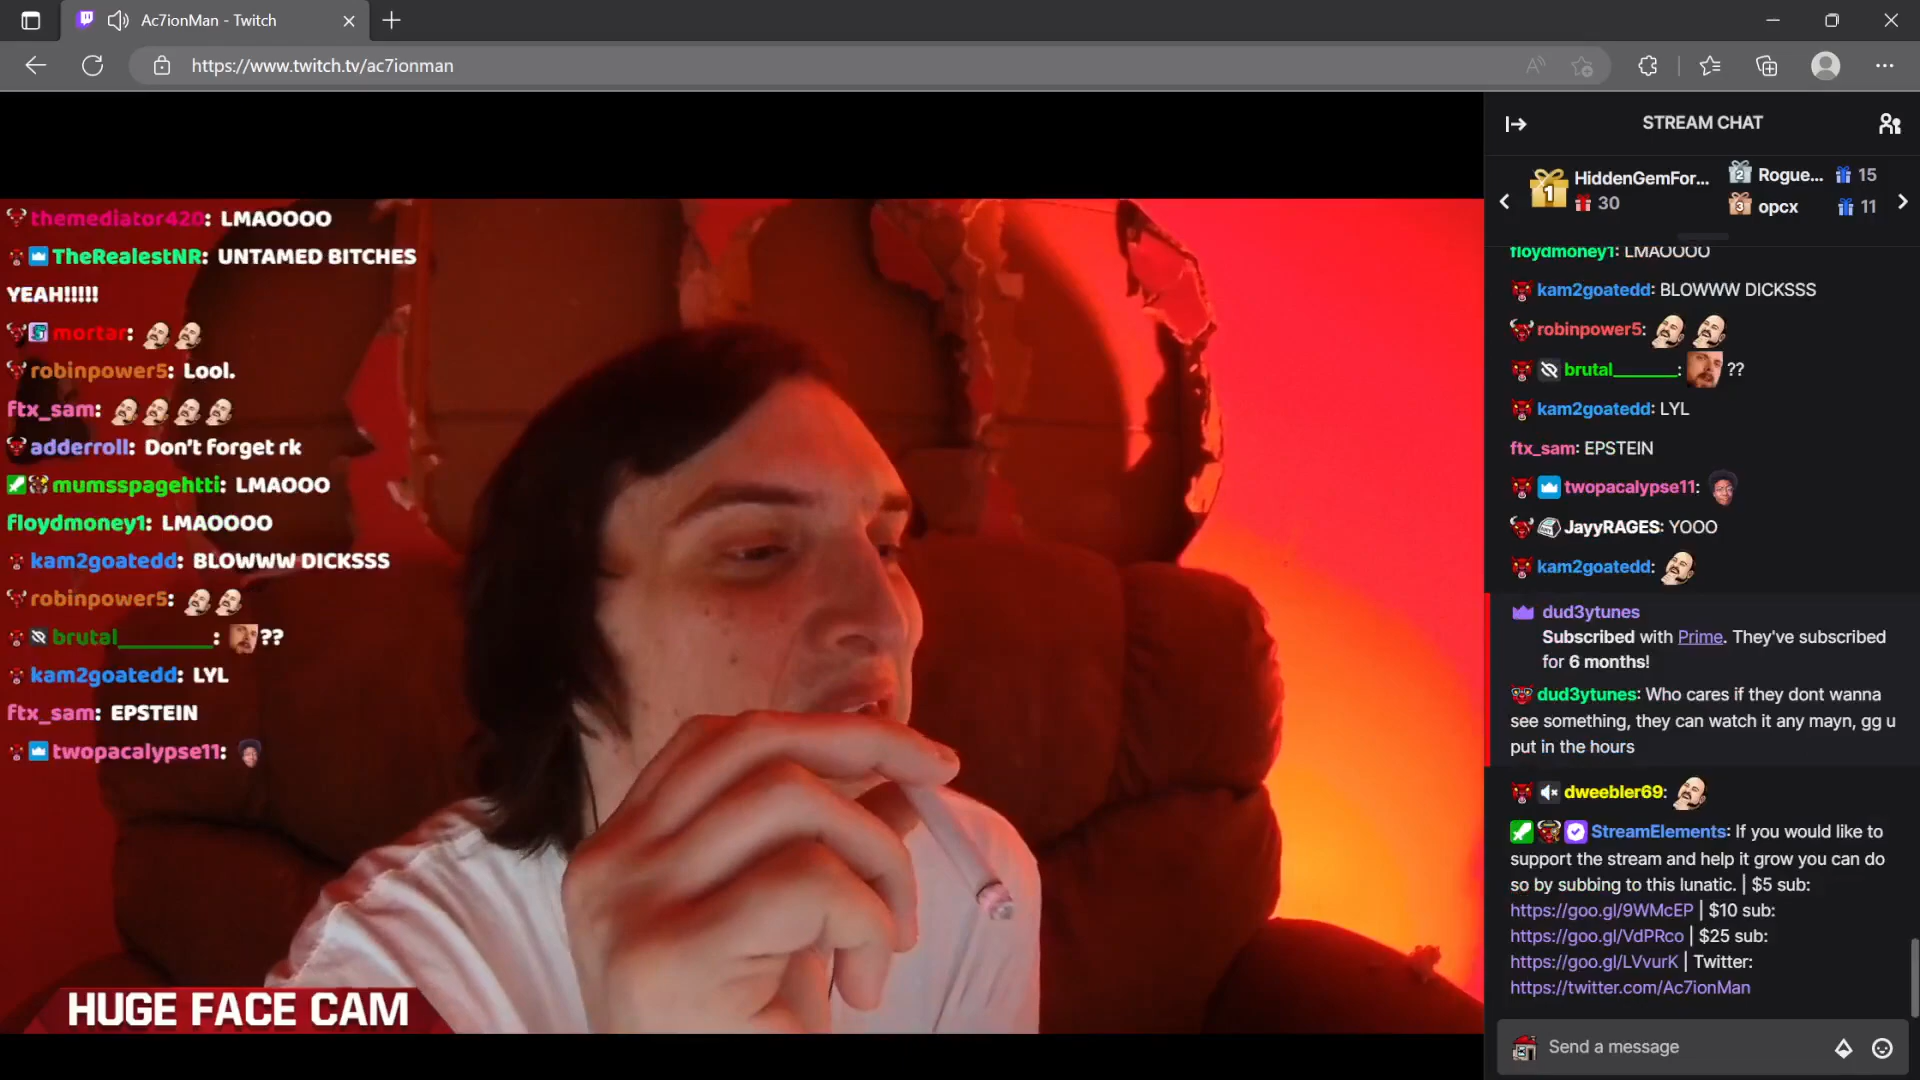 Ac7ionMan - Twitch
https://www.twitch.tv/ac7ionman
themediator420: LMAOOOO
TheRealestNR: UNTAMED BITCHES
YEAH!!!!!
mortar:
robinpower5: Lool.
ftx_sam:
adderroll: Don't forget rk
mumsspagehtti: LMAOOO
floydmoney1: LMAOOOO
kam2goatedd: BLOWWW DICKSSS
robinpower5:
brutal________: ??
kam2goatedd: LYL
ftx_sam: EPSTEIN
twopacalypse11:
HUGE FACE CAM
STREAM CHAT
1 HiddenGemFor... 30
2 Rogue... 15
3 opcx 11
floydmoney1: LMAOOOO
kam2goatedd: BLOWWW DICKSSS
robinpower5:
brutal________: ??
kam2goatedd: LYL
ftx_sam: EPSTEIN
twopacalypse11:
JayyRAGES: YOOO
kam2goatedd:
dud3ytunes
Subscribed with Prime. They've subscribed
for 6 months!
dud3ytunes: Who cares if they dont wanna
see something, they can watch it any mayn, gg u
put in the hours
dweebler69:
StreamElements: If you would like to
support the stream and help it grow you can do
so by subbing to this lunatic. | $5 sub:
https://goo.gl/9WMcEP | $10 sub:
https://goo.gl/VdPRco | $25 sub:
https://goo.gl/LVvurK | Twitter:
https://twitter.com/Ac7ionMan
Send a message